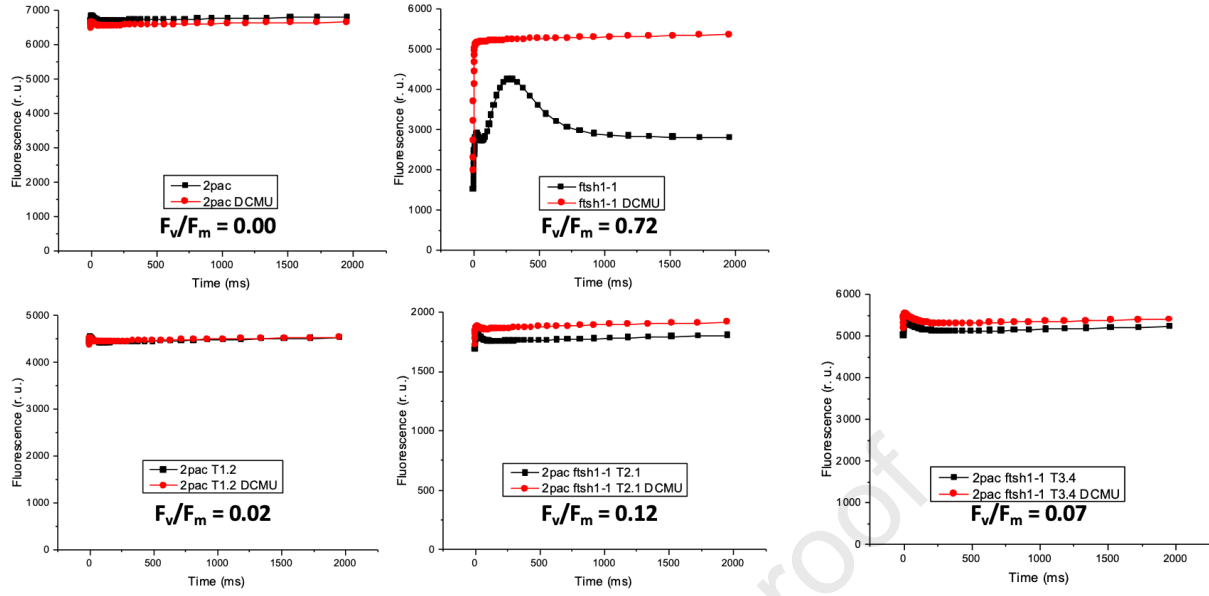 7000
6000
5000
4000
3000
2000
1000
0
Fluorescence (r. u.)
2pac
2pac DCMU
Fv/Fm = 0.00
0 500 1000 1500 2000
Time (ms)
6000
5000
4000
3000
2000
1000
0
Fluorescence (r. u.)
ftsh1-1
ftsh1-1 DCMU
Fv/Fm = 0.72
0 500 1000 1500 2000
Time (ms)
5000
4000
3000
2000
1000
0
Fluorescence (r. u.)
2pac T1.2
2pac T1.2 DCMU
Fv/Fm = 0.02
0 500 1000 1500 2000
Time (ms)
2000
1750
1500
1250
1000
750
500
250
0
Fluorescence (r. u.)
2pac ftsh1-1 T2.1
2pac ftsh1-1 T2.1 DCMU
Fv/Fm = 0.12
0 500 1000 1500 2000
Time (ms)
6000
5000
4000
3000
2000
1000
0
Fluorescence (r. u.)
2pac ftsh1-1 T3.4
2pac ftsh1-1 T3.4 DCMU
Fv/Fm = 0.07
0 500 1000 1500 2000
Time (ms)
roof